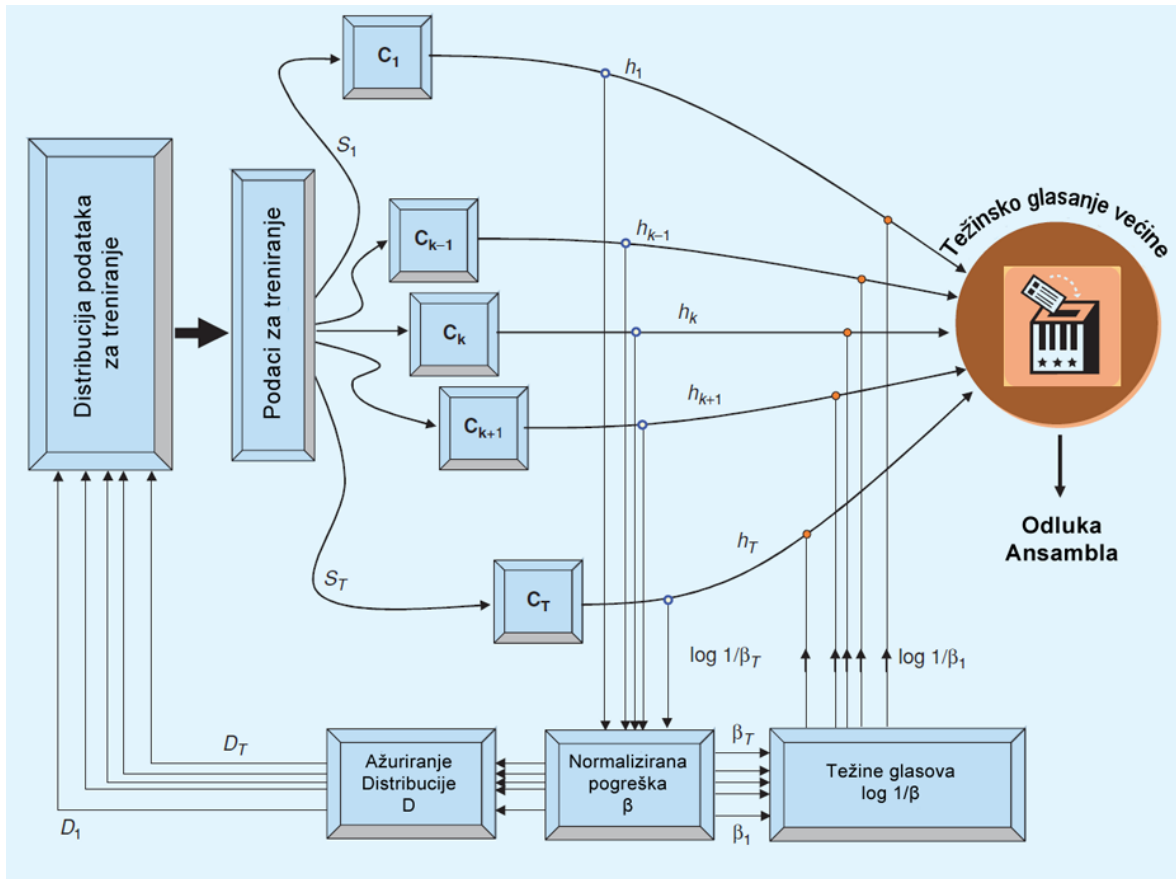 C1
h1
S1
Distribucija podataka
za treniranje
Podaci za treniranje
Ck−1
hk−1
Težinsko glasanje većine
Ck
hk
Ck+1
hk+1
Odluka
Ansambla
ST
CT
hT
log 1/βT
log 1/β1
DT
D1
Ažuriranje
Distribucije
D
Normalizirana
pogreška
β
βT
β1
Težine glasova
log 1/β